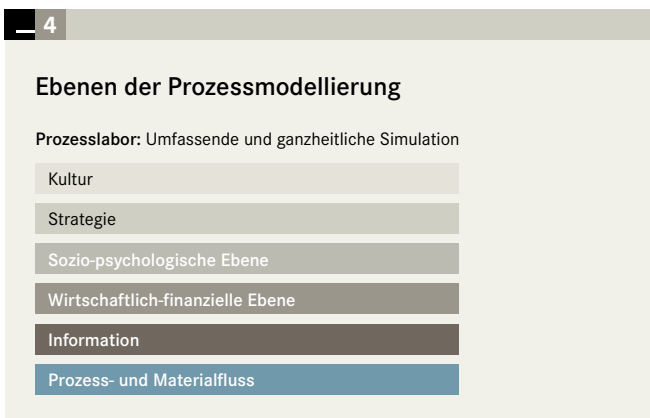 4
Ebenen der Prozessmodellierung
Prozesslabor: Umfassende und ganzheitliche Simulation
Kultur
Strategie
Sozio-psychologische Ebene
Wirtschaftlich-finanzielle Ebene
Information
Prozess- und Materialfluss